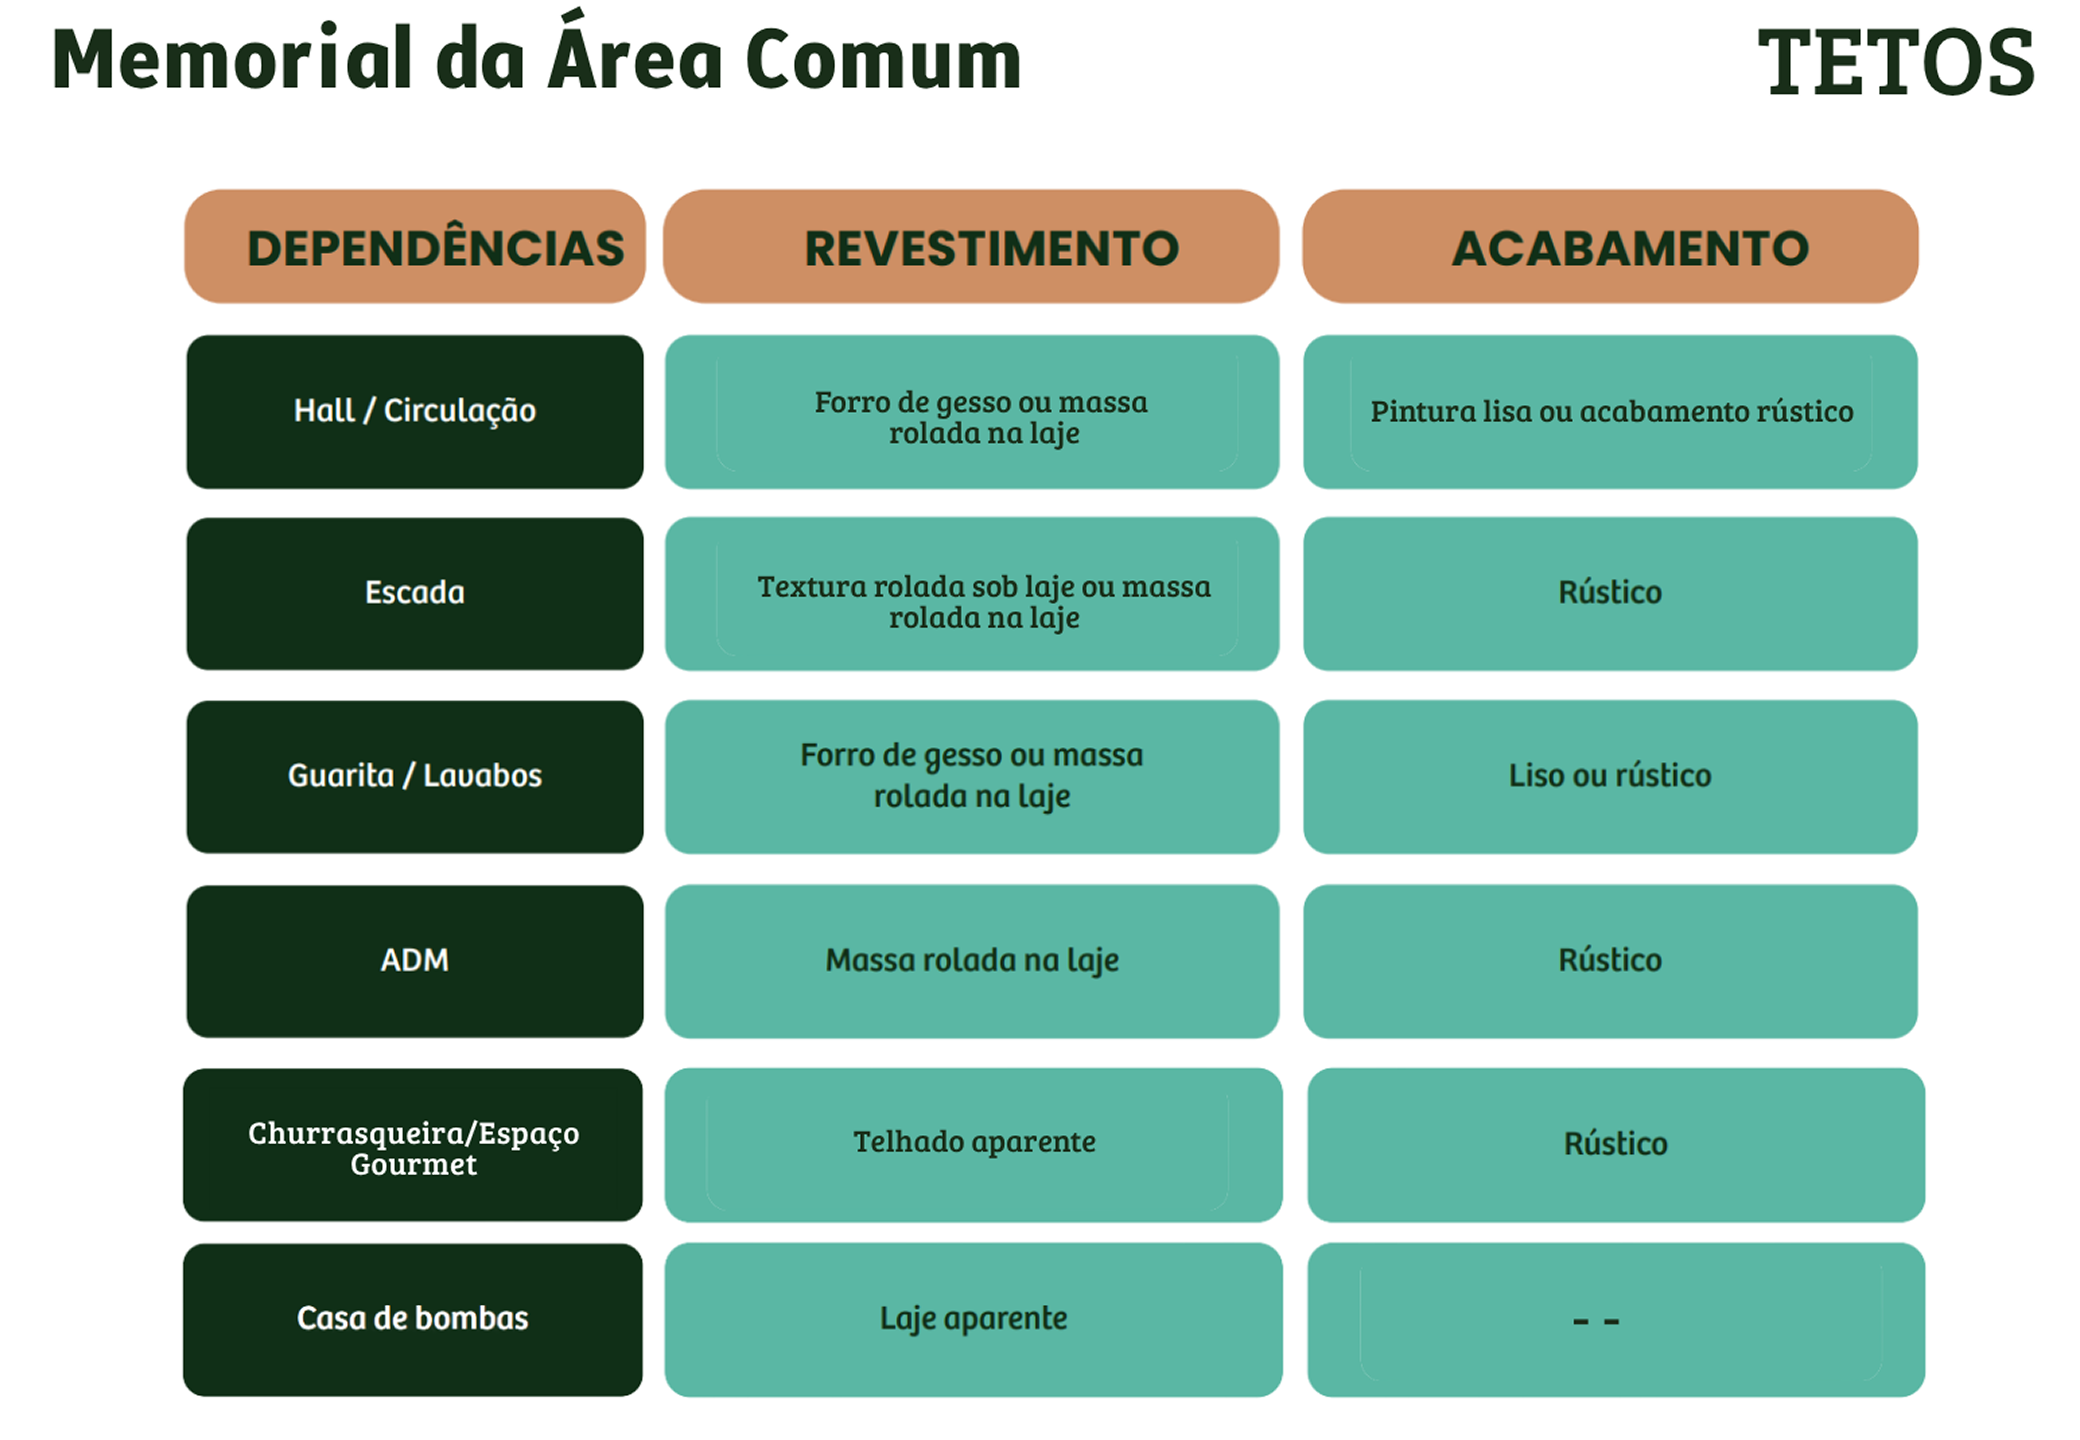 Memorial da Área Comum
TETOS
DEPENDÊNCIAS
REVESTIMENTO
ACABAMENTO
Hall / Circulação
Forro de gesso ou massa
rolada na laje
Pintura lisa ou acabamento rústico
Escada
Textura rolada sob laje ou massa
rolada na laje
Rústico
Guarita / Lavabos
Forro de gesso ou massa
rolada na laje
Liso ou rústico
ADM
Massa rolada na laje
Rústico
Churrasqueira/Espaço
Gourmet
Telhado aparente
Rústico
Casa de bombas
Laje aparente
- -